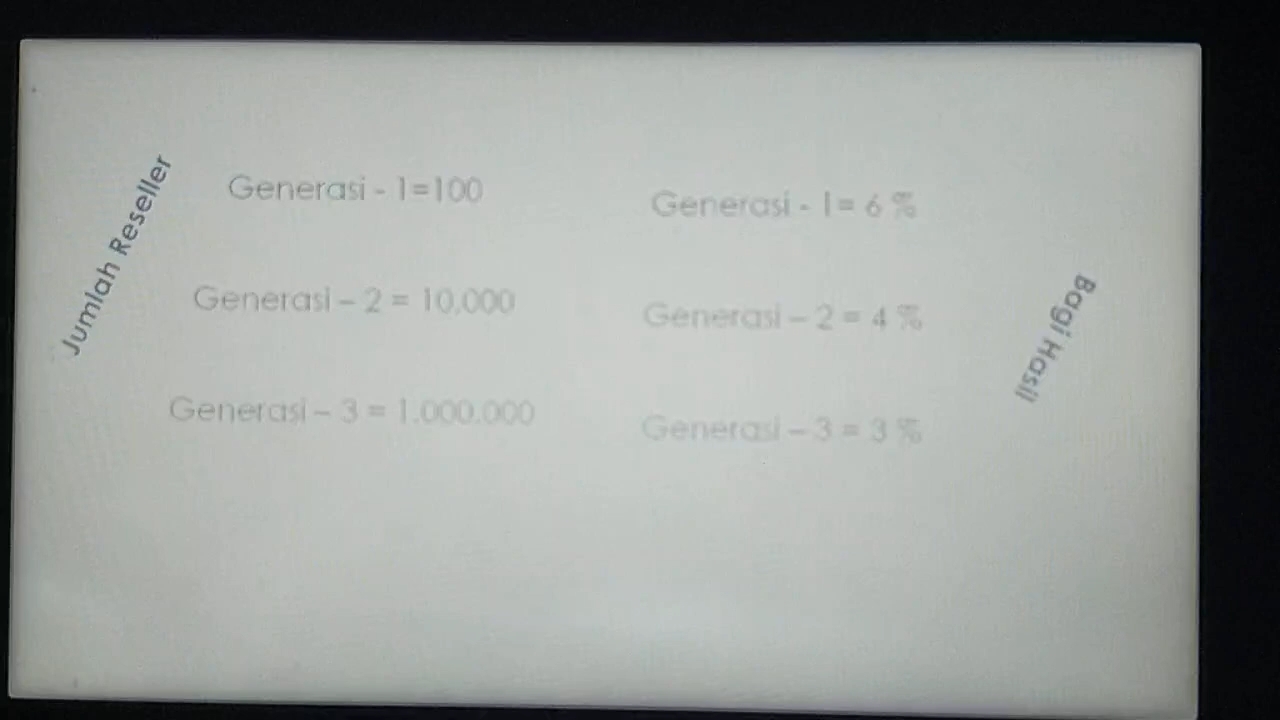 Jumlah Reseller
Generasi - 1=100
Generasi – 2 = 10.000
Generasi – 3 = 1.000.000
Generasi - 1= 6 %
Generasi – 2 = 4 %
Generasi – 3 = 3 %
Bagi Hasil